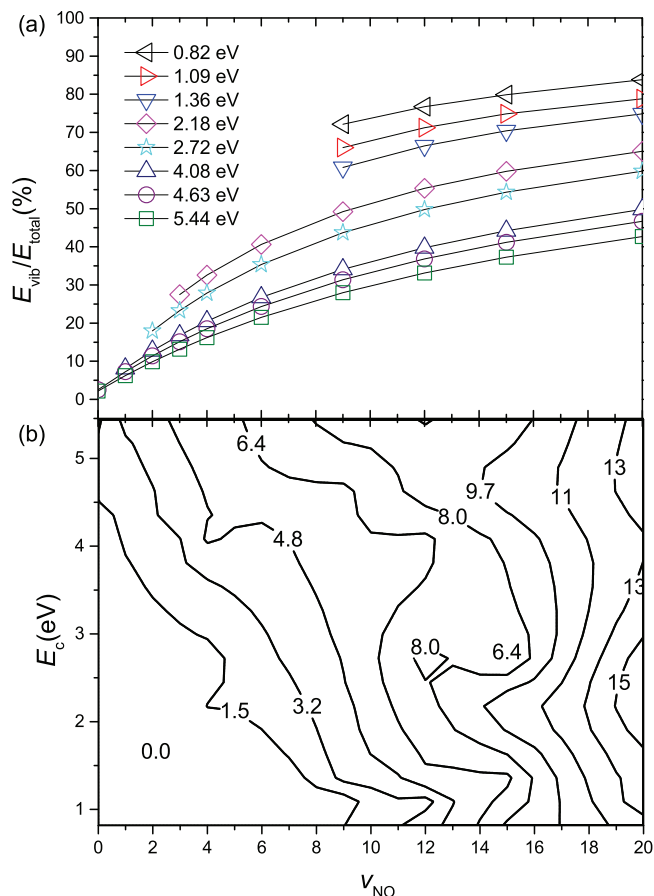 (a)
100
90
80
70
60
50
40
30
20
10
0
E_vib/E_total(%)
0.82 eV
1.09 eV
1.36 eV
2.18 eV
2.72 eV
4.08 eV
4.63 eV
5.44 eV
(b)
5
4
3
2
1
E_c(eV)
6.4
9.7
13
8.0
11
4.8
13
8.0
6.4
15
1.5
3.2
0.0
0 2 4 6 8 10 12 14 16 18 20
v_NO